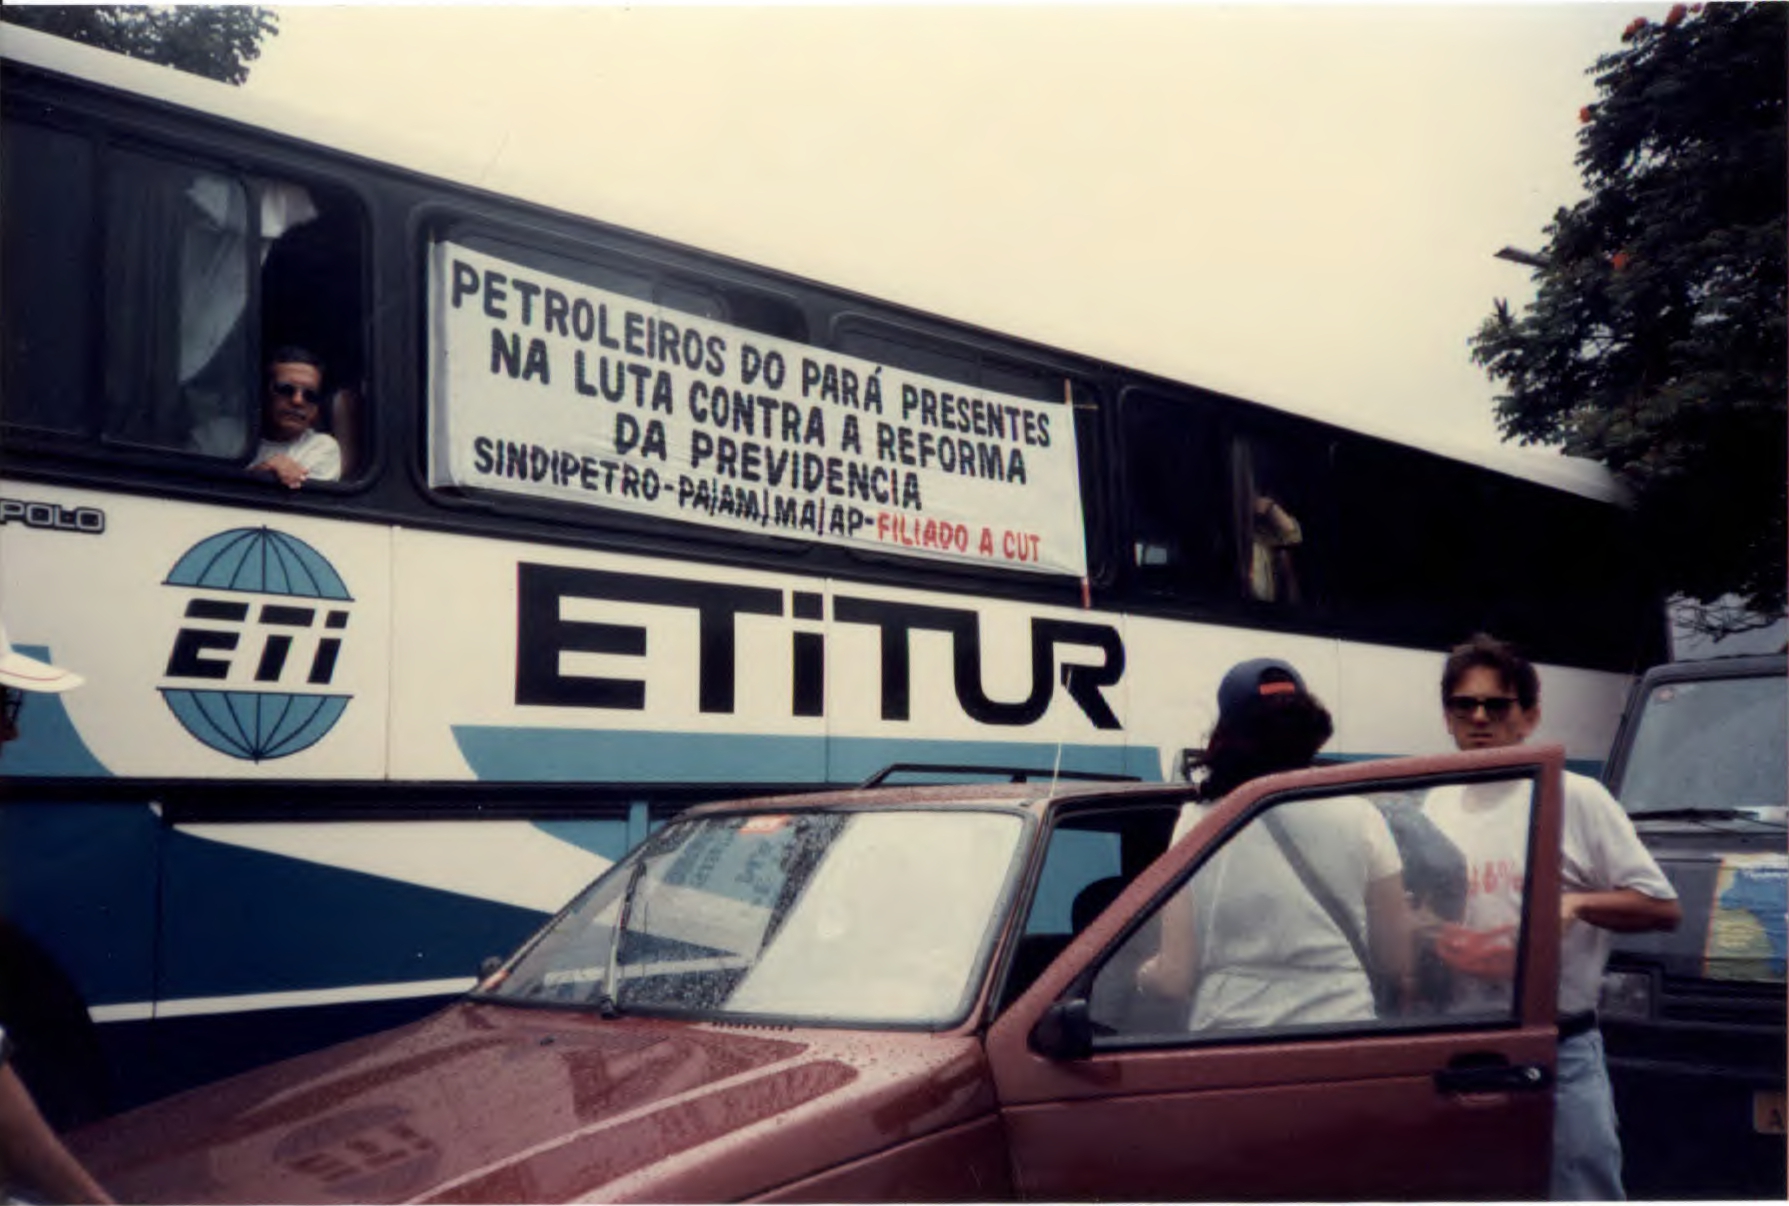 PETROLEIROS DO PARÁ PRESENTES
NA LUTA CONTRA A REFORMA
DA PREVIDENCIA
SINDIPETRO-PA/AM/MA/AP-FILIADO A CUT
POLO
ETI
ETITUR